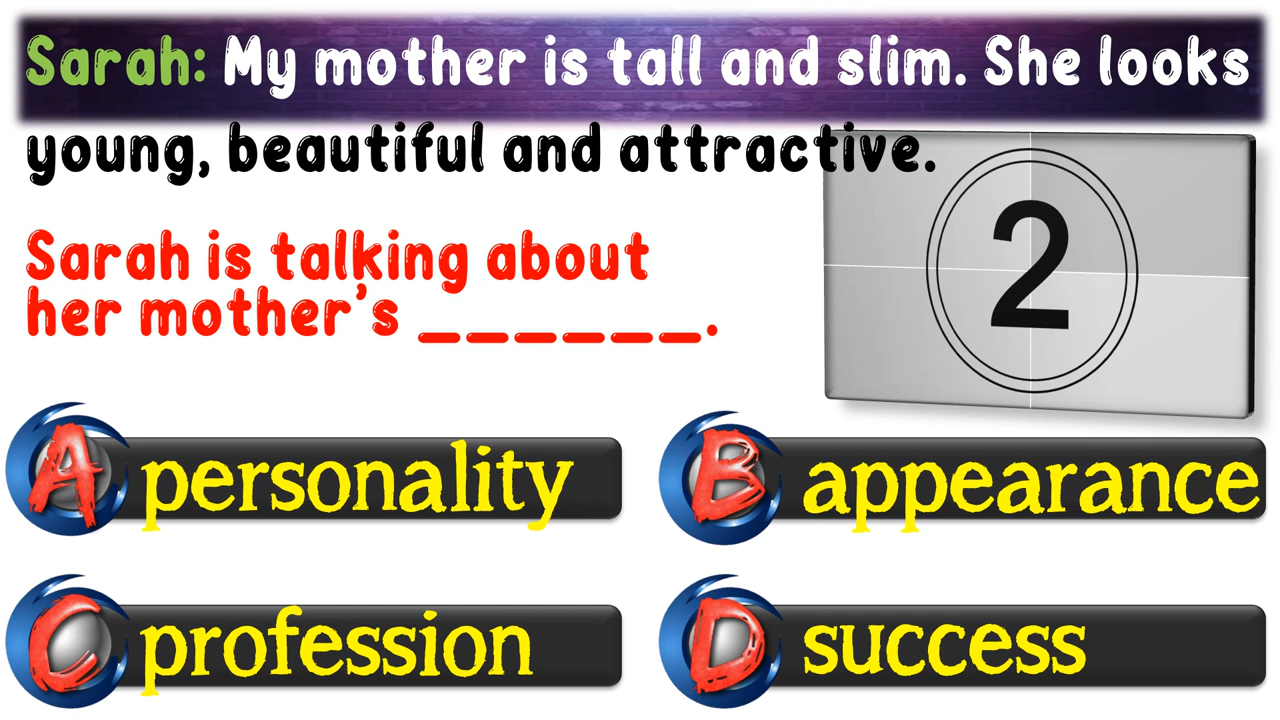 Sarah: My mother is tall and slim. She looks
young, beautiful and attractive.
2
Sarah is talking about
her mother's ______.
A personality
B appearance
C profession
D success